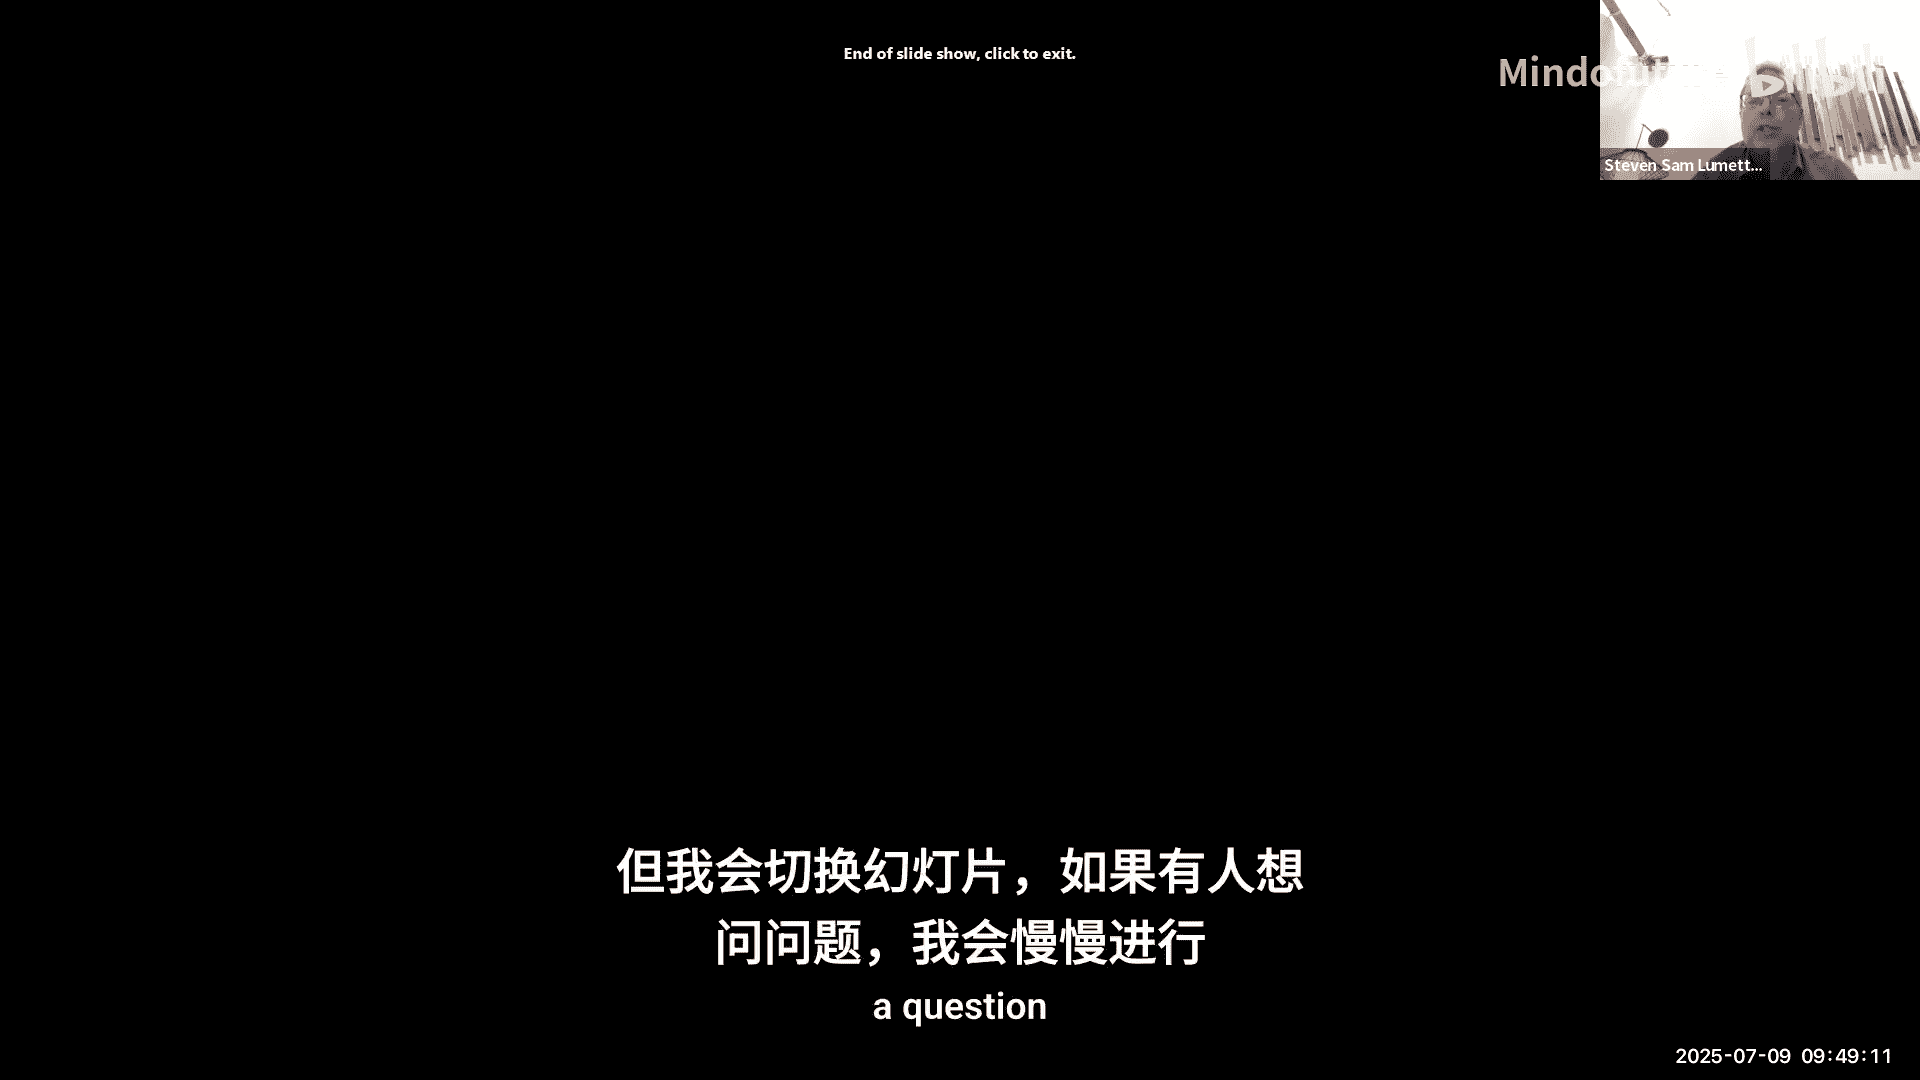 End of slide show, click to exit.
Steven Sam Lumett...
但我会切换幻灯片，如果有人想
问问题，我会慢慢进行
a question
2025-07-09 09:49:11